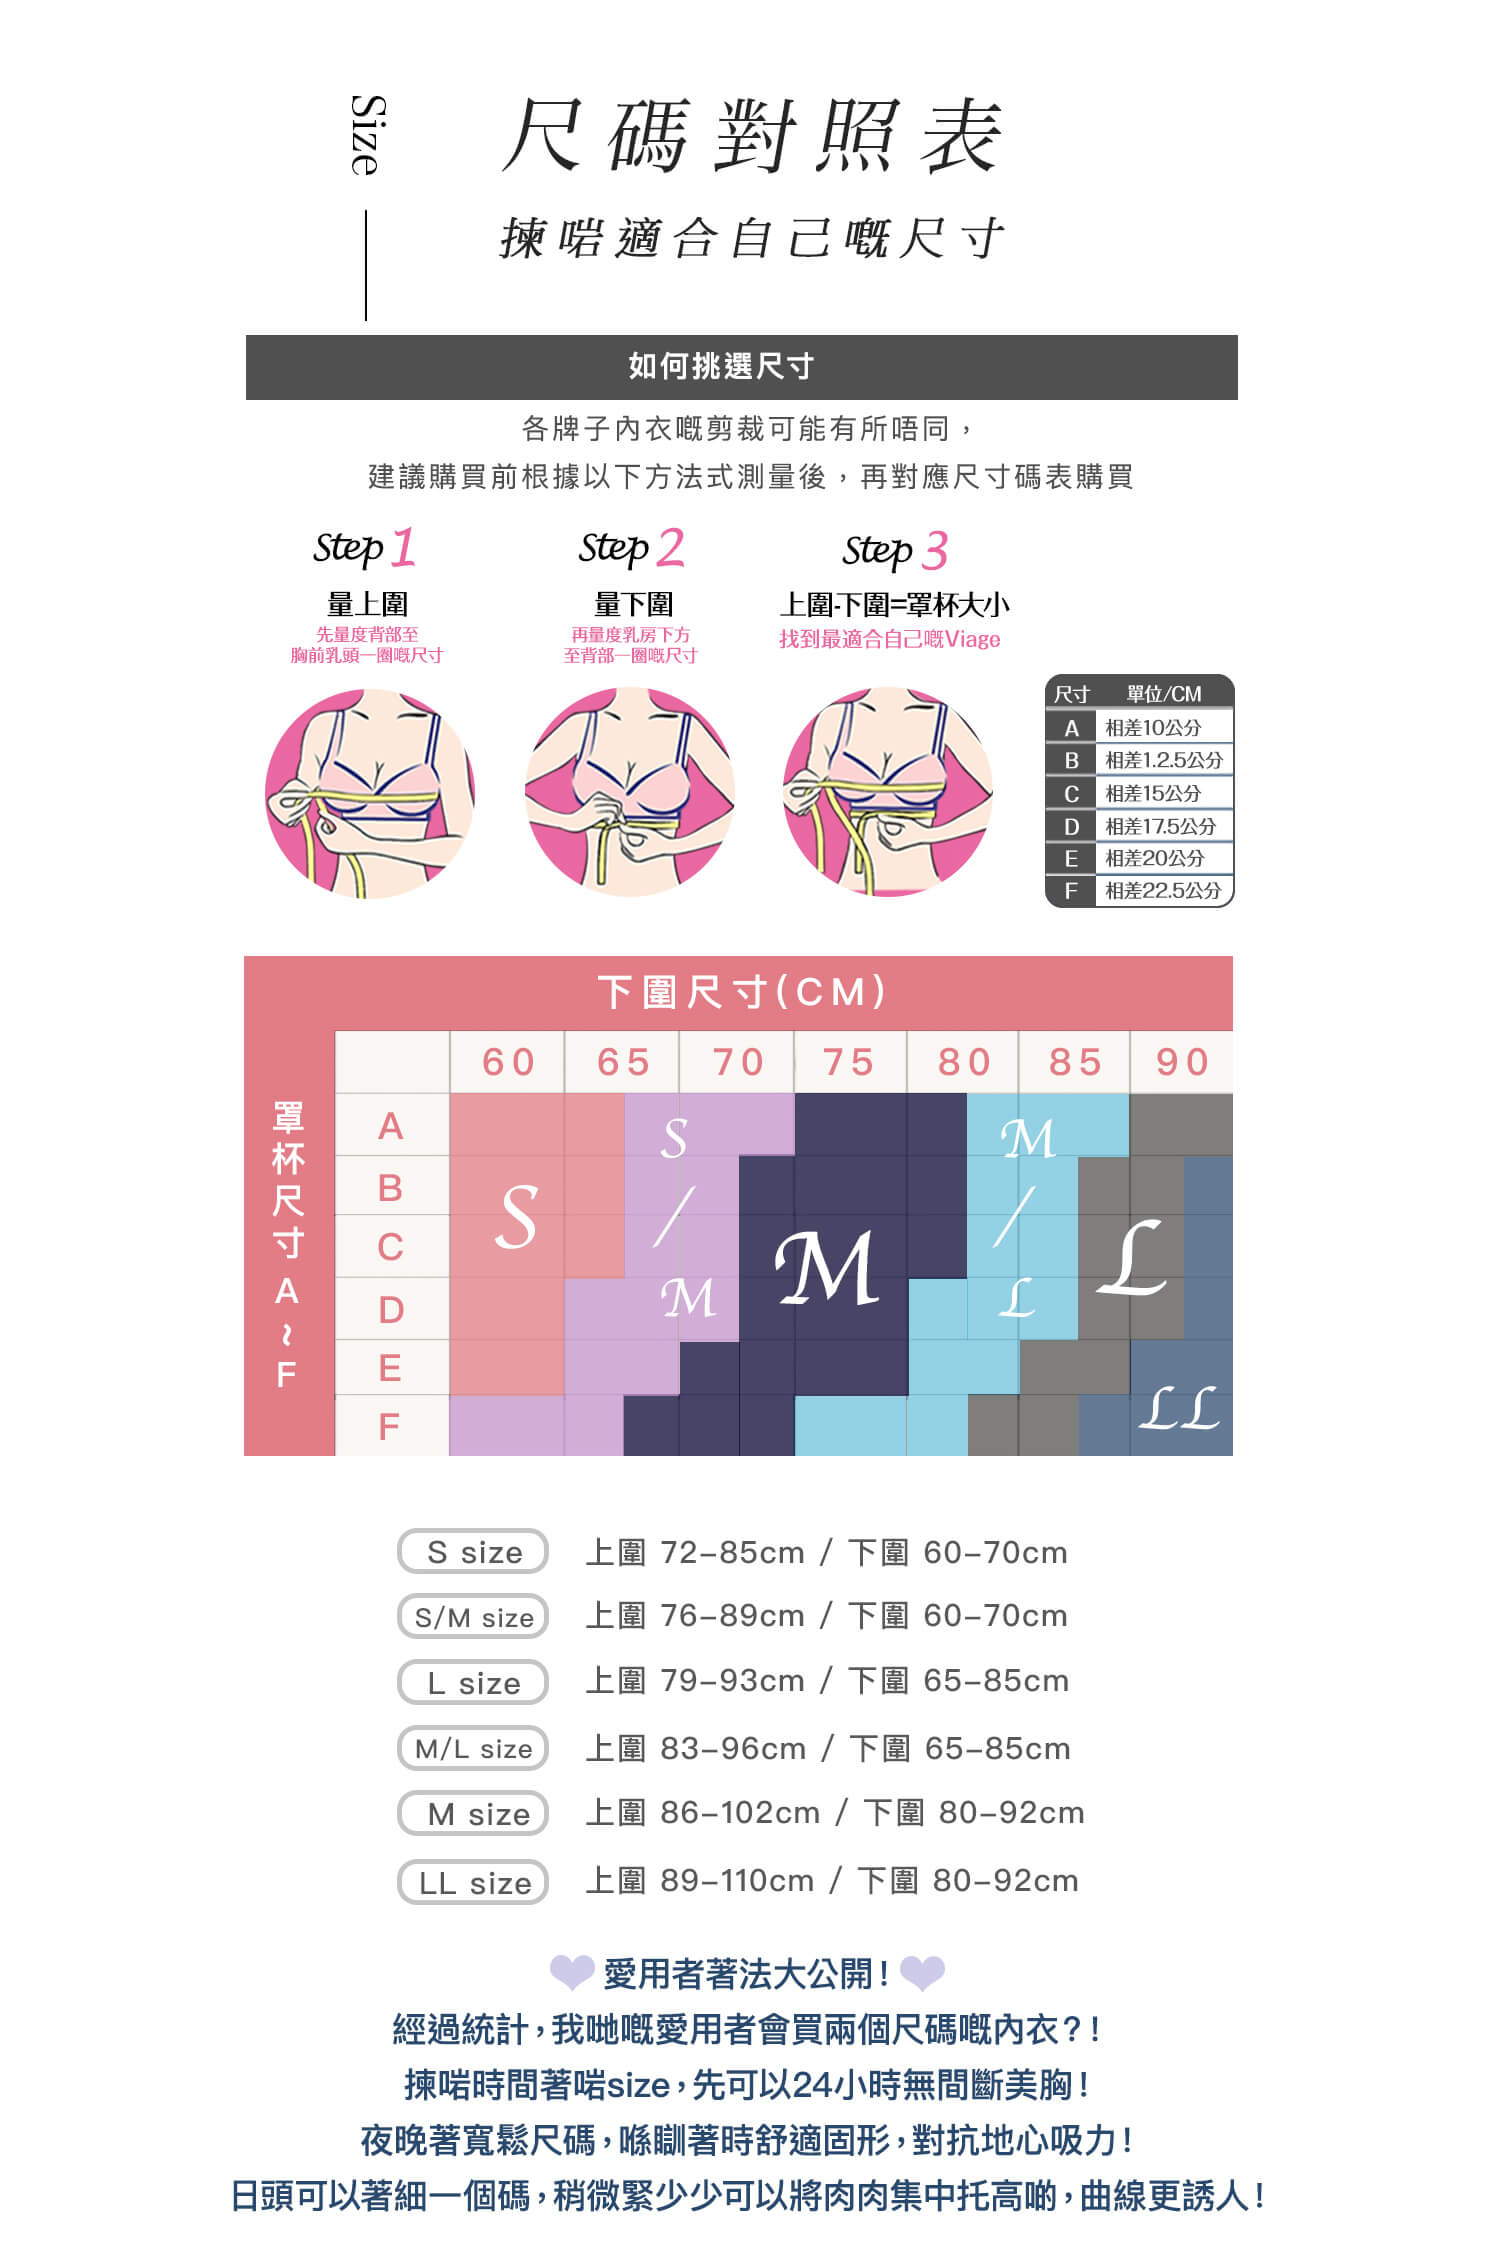 Size
尺碼對照表
揀啱適合自己嘅尺寸
如何挑選尺寸
各牌子內衣嘅剪裁可能有所唔同，
建議購買前根據以下方法式測量後，再對應尺寸碼表購買
Step 1
量上圍
先量度背部至
胸前乳頭一圈嘅尺寸
Step 2
量下圍
再量度乳房下方
至背部一圈嘅尺寸
Step 3
上圍-下圍=罩杯大小
找到最適合自己嘅Viage
尺寸 單位/CM
A 相差10公分
B 相差1.2.5公分
C 相差15公分
D 相差17.5公分
E 相差20公分
F 相差22.5公分
下圍尺寸(CM)
60 65 70 75 80 85 90
罩杯尺寸A~F
A
B
C
D
E
F
S
S/M
M
M/L
L
LL
S size 上圍 72–85cm / 下圍 60–70cm
S/M size 上圍 76–89cm / 下圍 60–70cm
L size 上圍 79–93cm / 下圍 65–85cm
M/L size 上圍 83–96cm / 下圍 65–85cm
M size 上圍 86–102cm / 下圍 80–92cm
LL size 上圍 89–110cm / 下圍 80–92cm
愛用者著法大公開！
經過統計，我哋嘅愛用者會買兩個尺碼嘅內衣？！
揀啱時間著啱size，先可以24小時無間斷美胸！
夜晚著寬鬆尺碼，喺瞓著時舒適固形，對抗地心吸力！
日頭可以著細一個碼，稍微緊少少可以將肉肉集中托高啲，曲線更誘人！